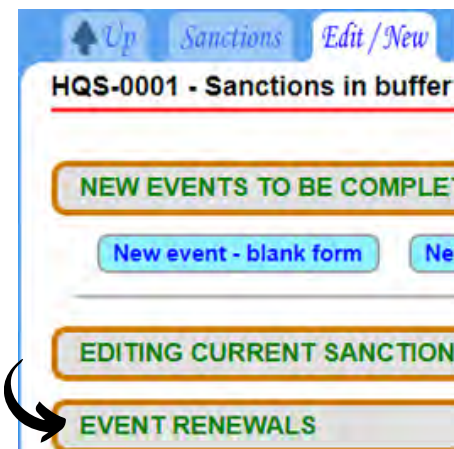 Up Sanctions Edit / New
HQS-0001 - Sanctions in buffer
NEW EVENTS TO BE COMPLET
New event - blank form Ne
EDITING CURRENT SANCTION
EVENT RENEWALS